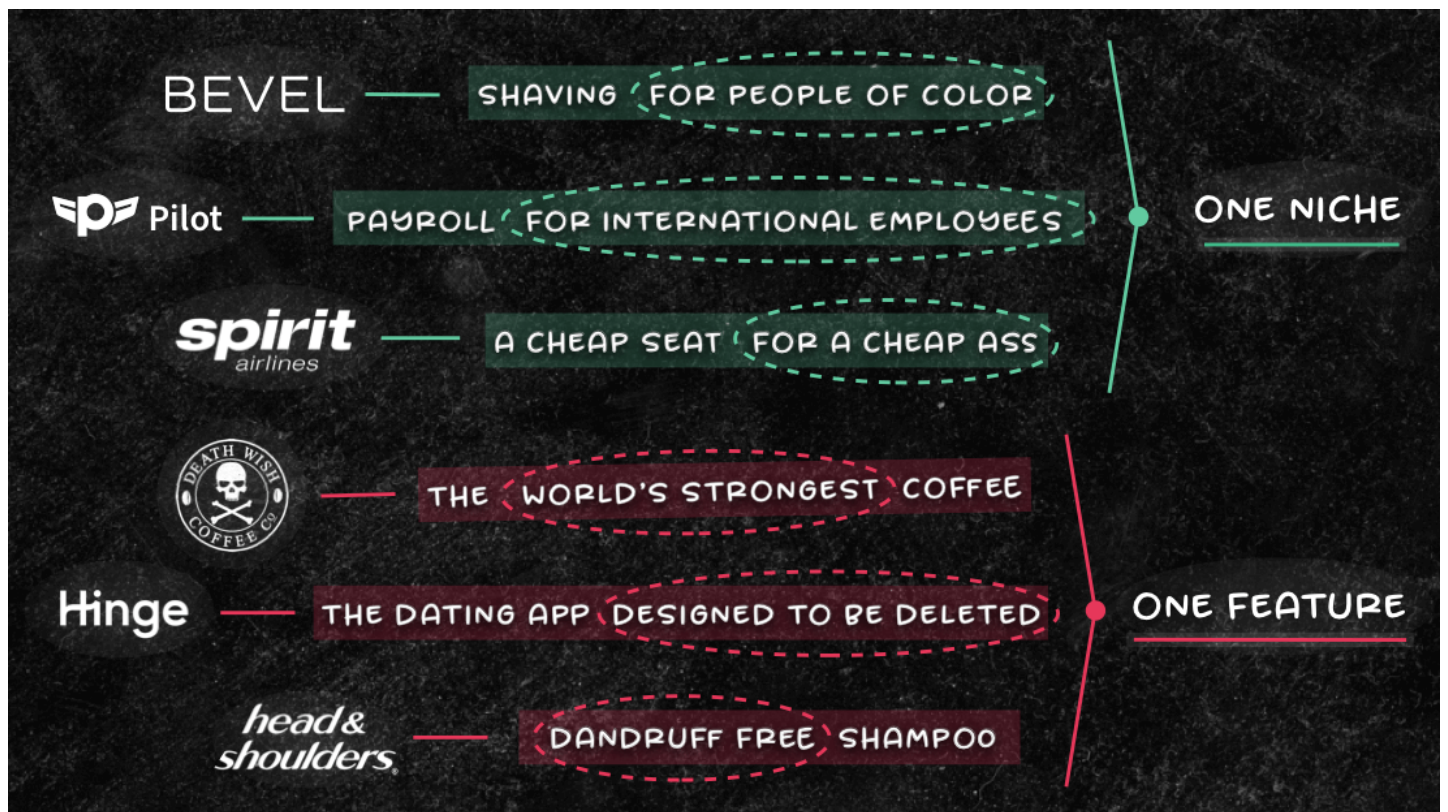 BEVEL SHAVING FOR PEOPLE OF COLOR
Pilot PAYROLL FOR INTERNATIONAL EMPLOYEES
ONE NICHE
spirit airlines A CHEAP SEAT FOR A CHEAP ASS
DEATH WISH COFFEE CO THE WORLD'S STRONGEST COFFEE
Hinge THE DATING APP DESIGNED TO BE DELETED
ONE FEATURE
head & shoulders® DANDRUFF FREE SHAMPOO